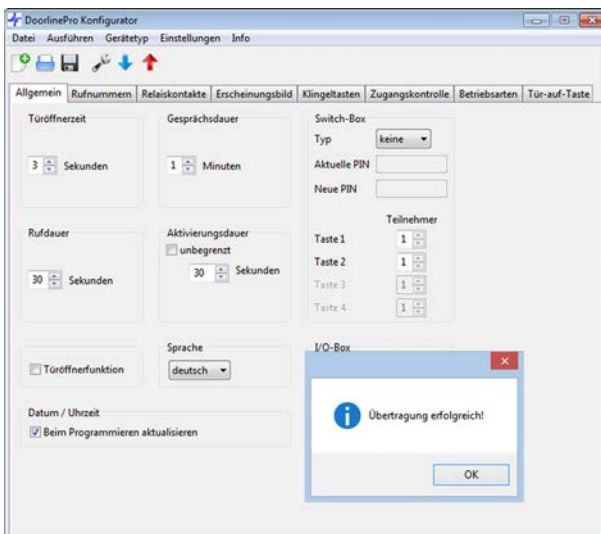 DoorlinePro Konfigurator
Datei Ausführen Gerätetyp Einstellungen Info
Allgemein Rufnummern Relaiskontakte Erscheinungsbild Klingeltasten Zugangskontrolle Betriebsarten Tür-auf-Taste
Türöffnerzeit
3 Sekunden
Gesprächsdauer
1 Minuten
Switch-Box
Typ keine
Aktuelle PIN
Neue PIN
Teilnehmer
Taste 1 1
Taste 2 1
Taste 3 1
Taste 4 1
Rufdauer
30 Sekunden
Aktivierungsdauer
unbegrenzt
30 Sekunden
Türöffnerfunktion
Sprache
deutsch
I/O-Box
Datum / Uhrzeit
Beim Programmieren aktualisieren
Übertragung erfolgreich!
OK